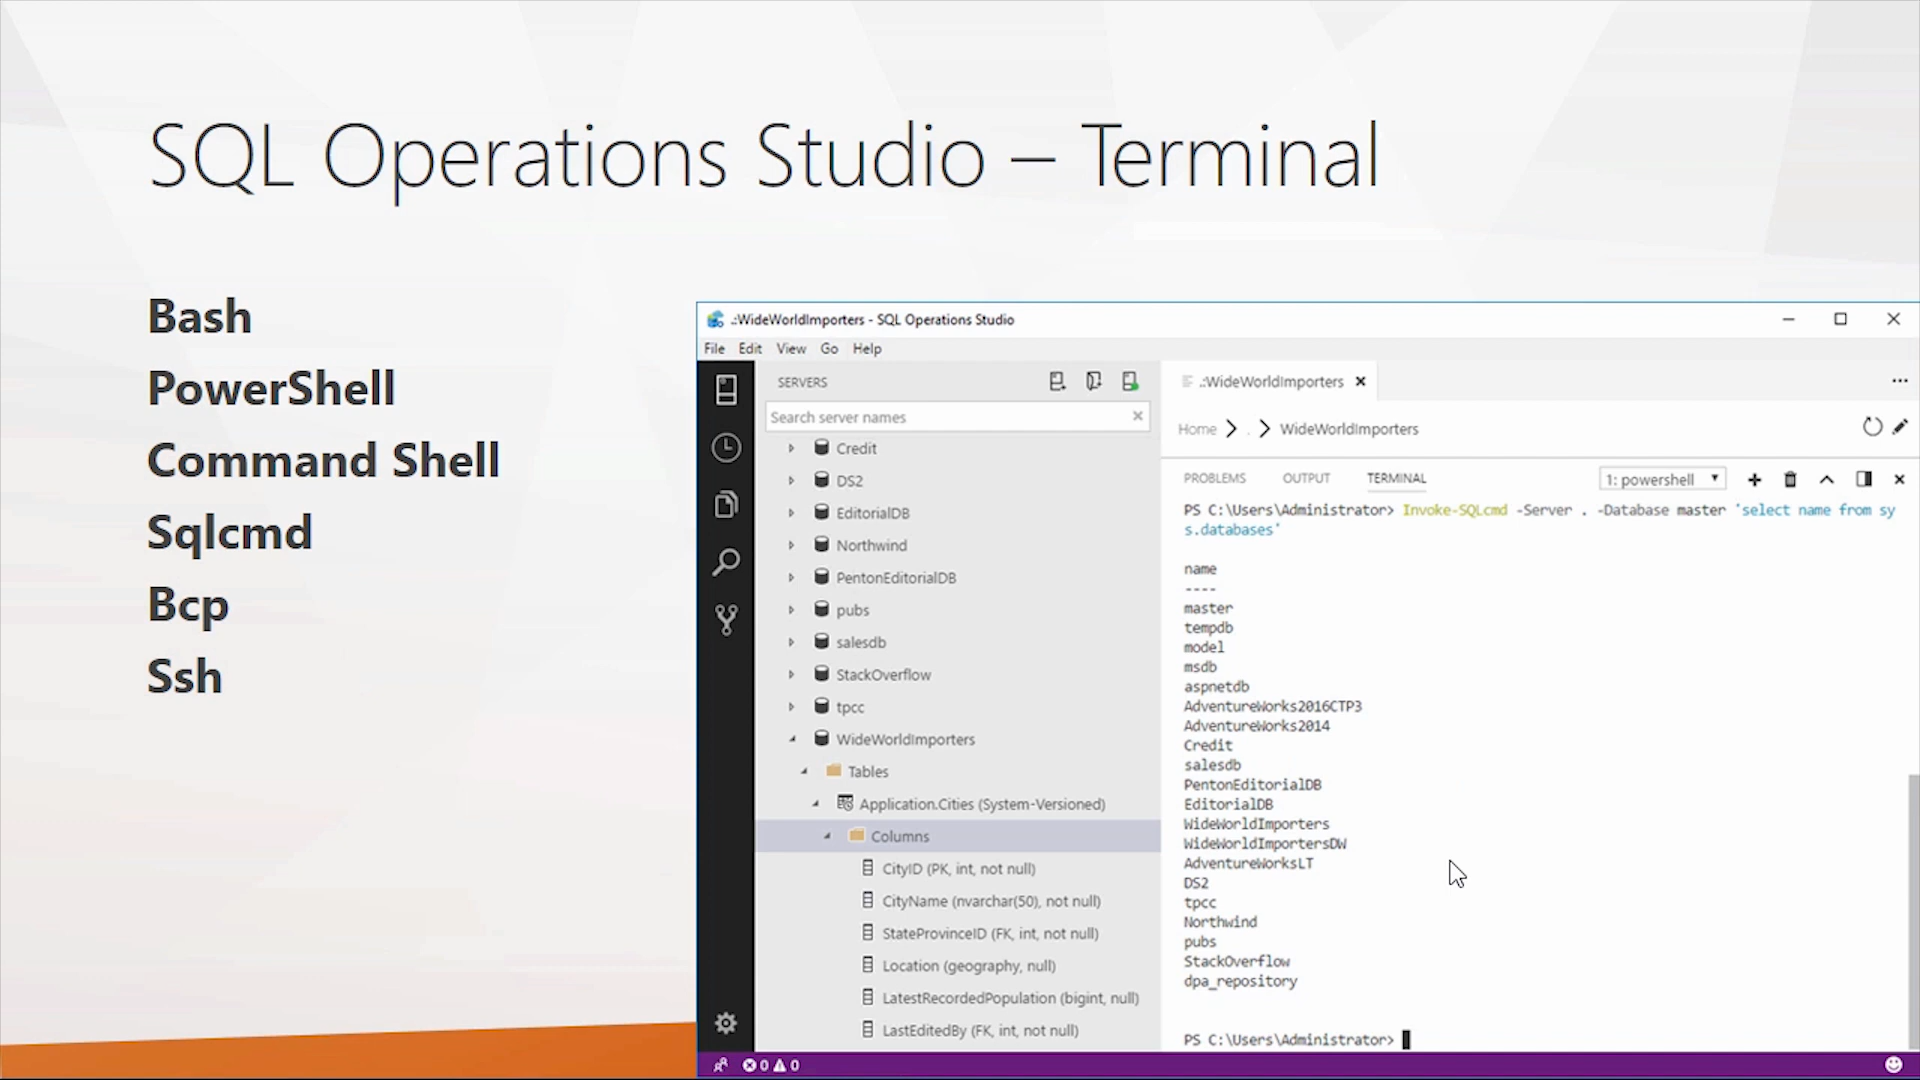 SQL Operations Studio – Terminal
Bash
PowerShell
Command Shell
Sqlcmd
Bcp
Ssh
.:WideWorldImporters - SQL Operations Studio
File Edit View Go Help
SERVERS
Search server names
Credit
DS2
EditorialDB
Northwind
PentonEditorialDB
pubs
salesdb
StackOverflow
tpcc
WideWorldImporters
Tables
Application.Cities (System-Versioned)
Columns
CityID (PK, int, not null)
CityName (nvarchar(50), not null)
StateProvinceID (FK, int, not null)
Location (geography, null)
LatestRecordedPopulation (bigint, null)
LastEditedBy (FK, int, not null)
.:WideWorldImporters
Home > . > WideWorldImporters
PROBLEMS OUTPUT TERMINAL 1: powershell
PS C:\Users\Administrator> Invoke-SQLcmd -Server . -Database master 'select name from sy
s.databases'
name
----
master
tempdb
model
msdb
aspnetdb
AdventureWorks2016CTP3
AdventureWorks2014
Credit
salesdb
PentonEditorialDB
EditorialDB
WideWorldImporters
WideWorldImportersDW
AdventureWorksLT
DS2
tpcc
Northwind
pubs
StackOverflow
dpa_repository
PS C:\Users\Administrator>
0 0